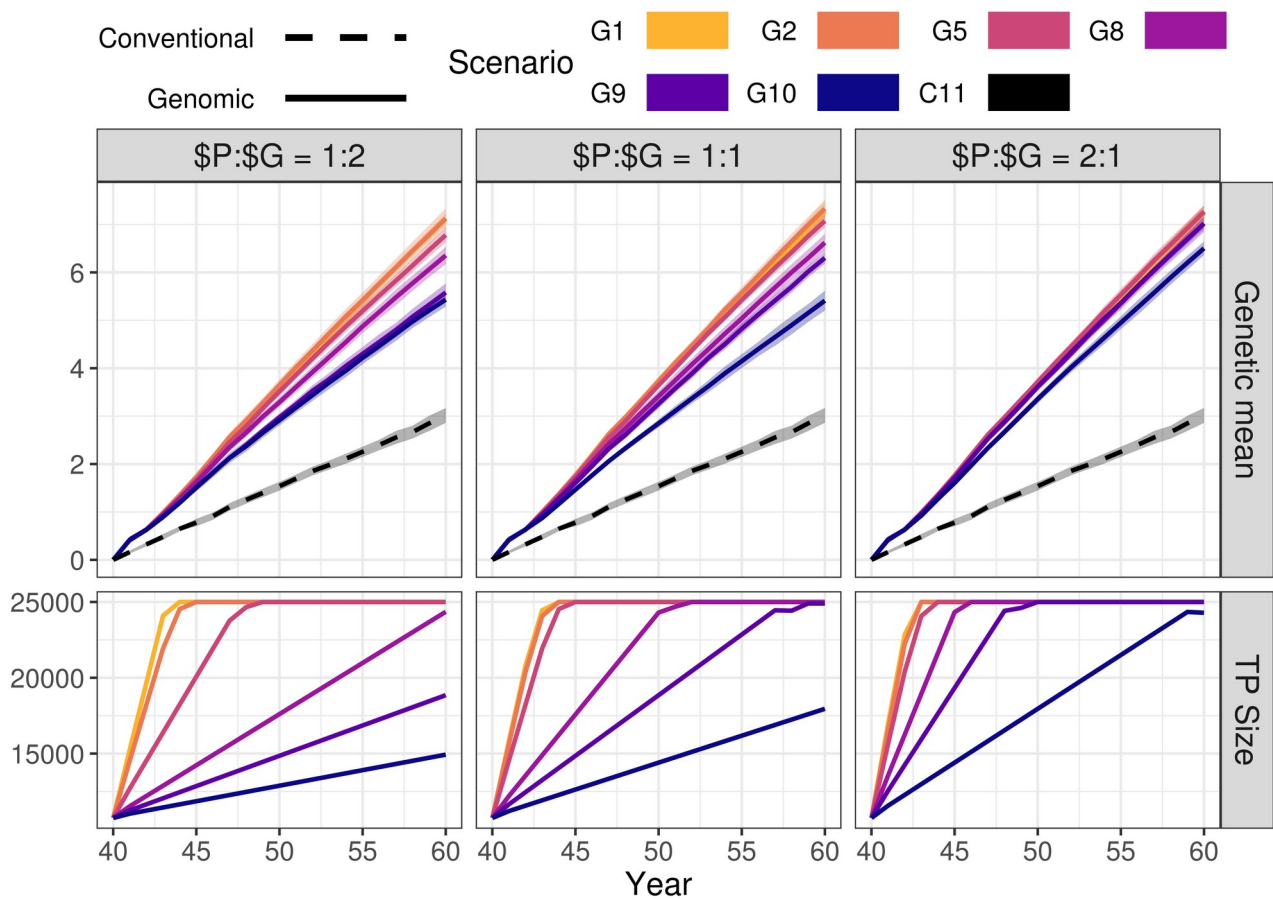 Conventional
Genomic
Scenario
G1 G2 G5 G8
G9 G10 C11
$P:$G = 1:2 $P:$G = 1:1 $P:$G = 2:1
6
4
2
0
Genetic mean
25000
20000
15000
TP Size
40 45 50 55 60 40 45 50 55 60 40 45 50 55 60
Year